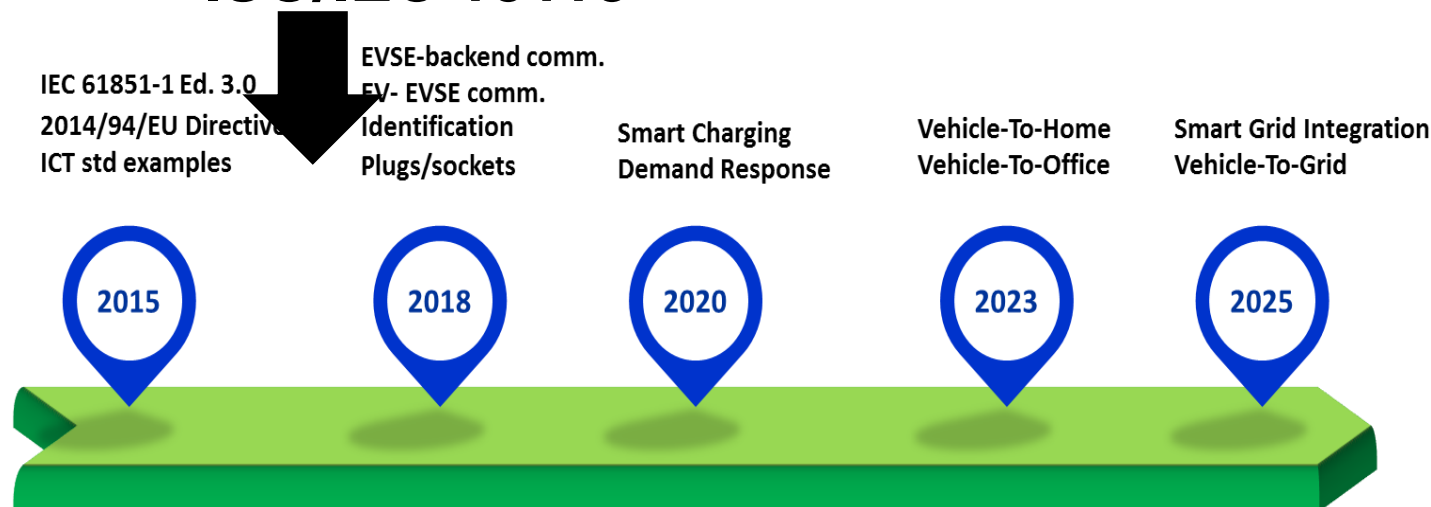 IEC 61851-1 Ed. 3.0
2014/94/EU Directive
ICT std examples
EVSE-backend comm.
EV- EVSE comm.
Identification
Plugs/sockets
Smart Charging
Demand Response
Vehicle-To-Home
Vehicle-To-Office
Smart Grid Integration
Vehicle-To-Grid
2015
2018
2020
2023
2025